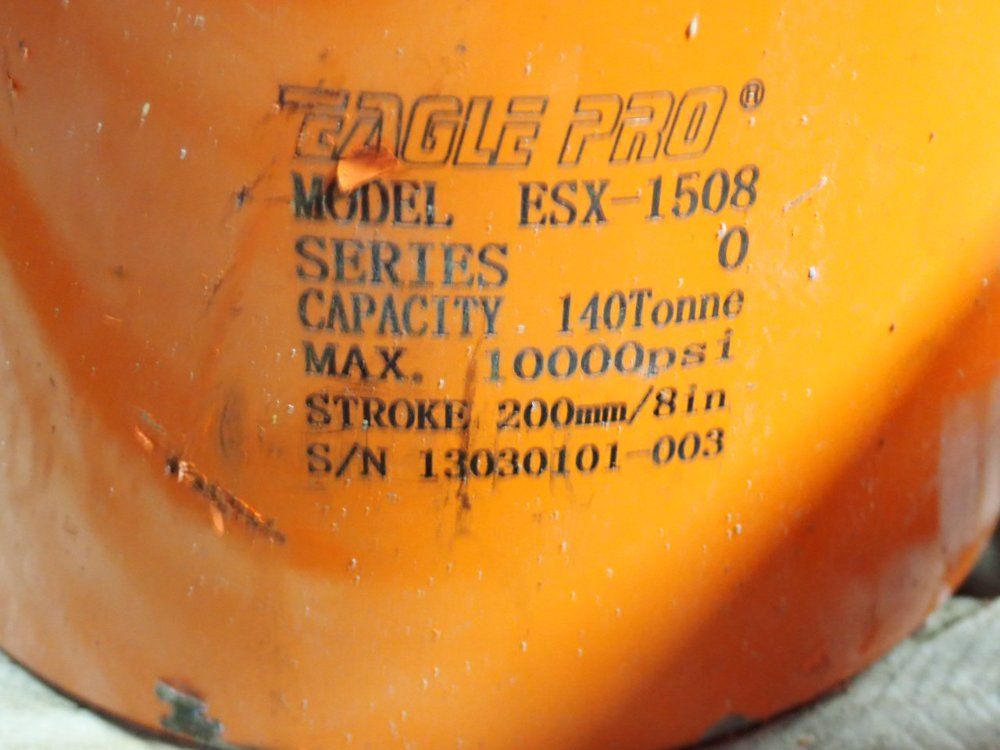 EAGLE PRO®
MODEL ESX-1508
SERIES 0
CAPACITY 140Tonne
MAX. 10000psi
STROKE 200mm/8in
S/N 13030101-003